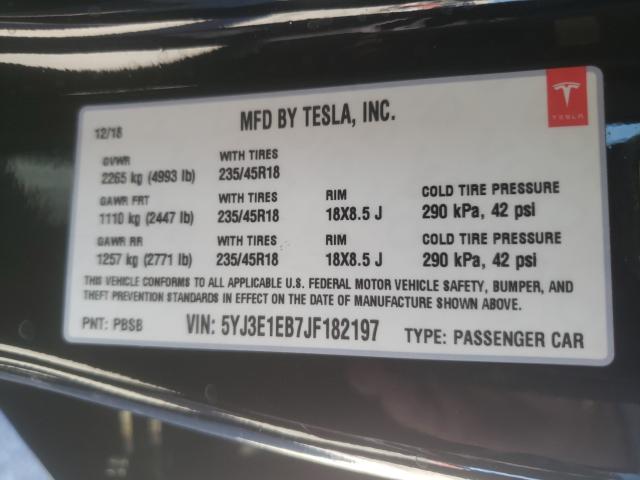 MFD BY TESLA, INC.
TESLA
12/18
GVWR WITH TIRES
2265 kg (4993 lb) 235/45R18
GAWR FRT WITH TIRES RIM COLD TIRE PRESSURE
1110 kg (2447 lb) 235/45R18 18X8.5 J 290 kPa, 42 psi
GAWR RR WITH TIRES RIM COLD TIRE PRESSURE
1257 kg (2771 lb) 235/45R18 18X8.5 J 290 kPa, 42 psi
THIS VEHICLE CONFORMS TO ALL APPLICABLE U.S. FEDERAL MOTOR VEHICLE SAFETY, BUMPER, AND
THEFT PREVENTION STANDARDS IN EFFECT ON THE DATE OF MANUFACTURE SHOWN ABOVE.
PNT: PBSB VIN: 5YJ3E1EB7JF182197 TYPE: PASSENGER CAR